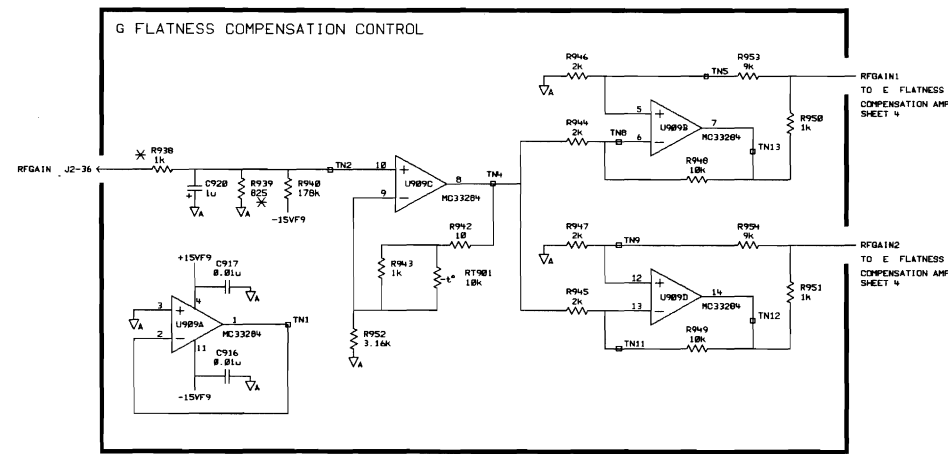 G FLATNESS COMPENSATION CONTROL
RFGAIN J2-36
R938
1k
C920
1u
R939
825
R940
178k
-15VF9
TN2
10
9
8
U909C
MC33284
TN4
R942
10
R943
1k
RT901
10k
-t°
R952
3.16k
A
+15VF9
C917
0.01u
A
3
2
4
1
11
U909A
MC33284
TN1
C916
0.01u
A
-15VF9
R946
2k
A
TN5
R953
9k
RFGAIN1
TO E FLATNESS
COMPENSATION AMP
SHEET 4
R944
2k
TN8
5
6
7
U909B
MC33284
TN13
R950
1k
R948
10k
R947
2k
A
TN9
R954
9k
RFGAIN2
TO E FLATNESS
COMPENSATION AMP
SHEET 4
R945
2k
12
13
14
U909D
MC33284
TN12
R951
1k
TN11
R949
10k